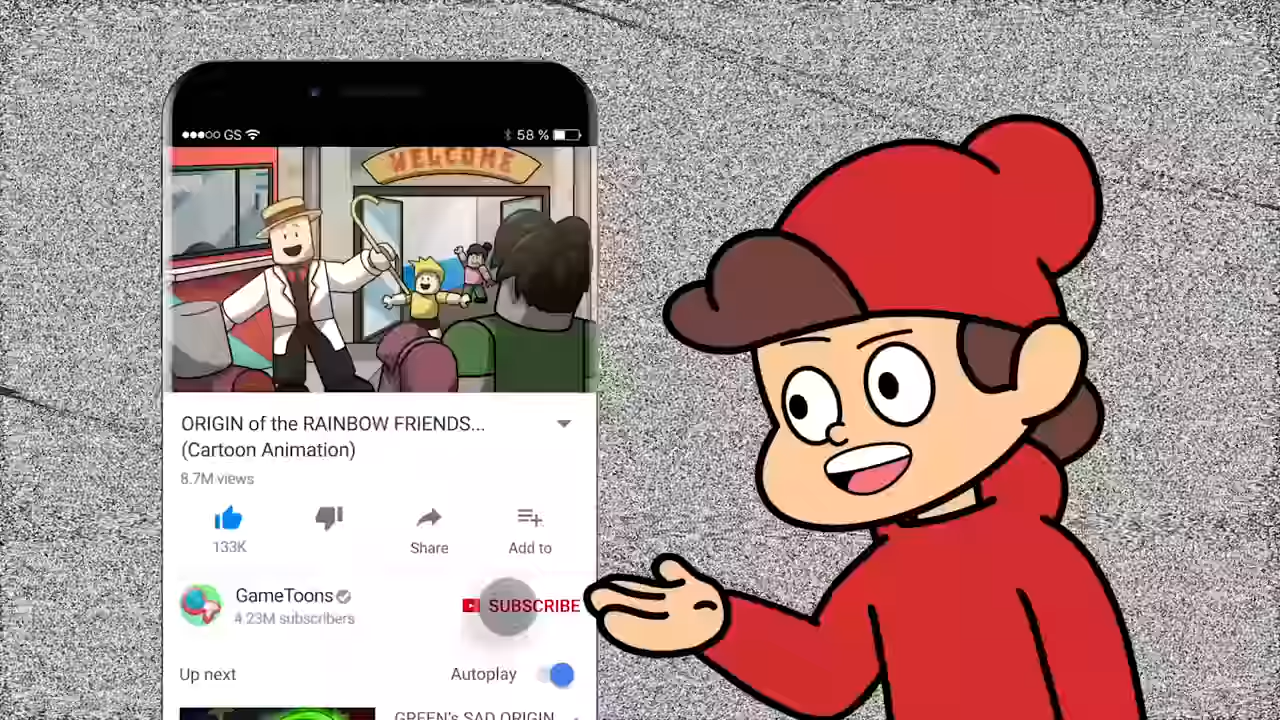 GS 58 %
WELCOME
ORIGIN of the RAINBOW FRIENDS...
(Cartoon Animation)
8.7M views
133K
Share
Add to
GameToons
4.23M subscribers
SUBSCRIBE
Up next
Autoplay
GREEN's SAD ORIGIN